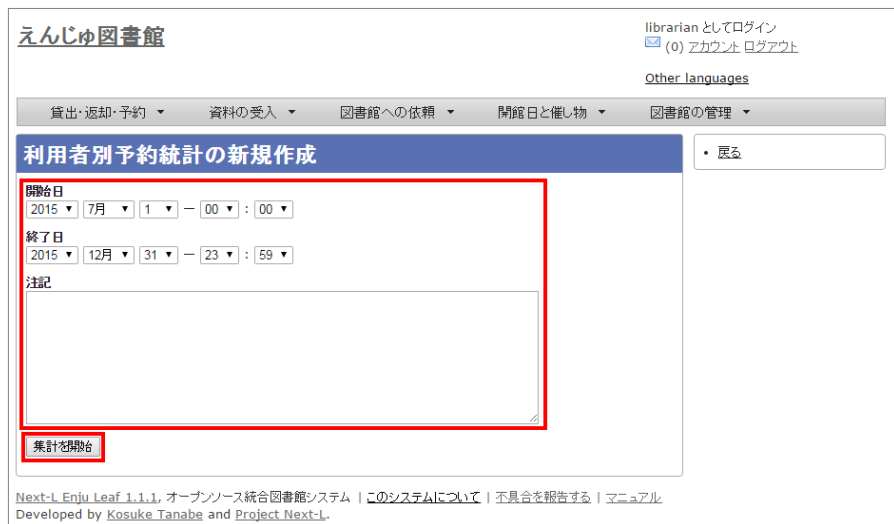 えんじゅ図書館
librarian としてログイン
(0) アカウント ログアウト
Other languages
貸出・返却・予約 ▼ 資料の受入 ▼ 図書館への依頼 ▼ 開館日と催し物 ▼ 図書館の管理 ▼
利用者別予約統計の新規作成
• 戻る
開始日
2015 ▼ 7月 ▼ 1 ▼ — 00 ▼ : 00 ▼
終了日
2015 ▼ 12月 ▼ 31 ▼ — 23 ▼ : 59 ▼
注記
集計を開始
Next-L Enju Leaf 1.1.1, オープンソース統合図書館システム | このシステムについて | 不具合を報告する | マニュアル
Developed by Kosuke Tanabe and Project Next-L.